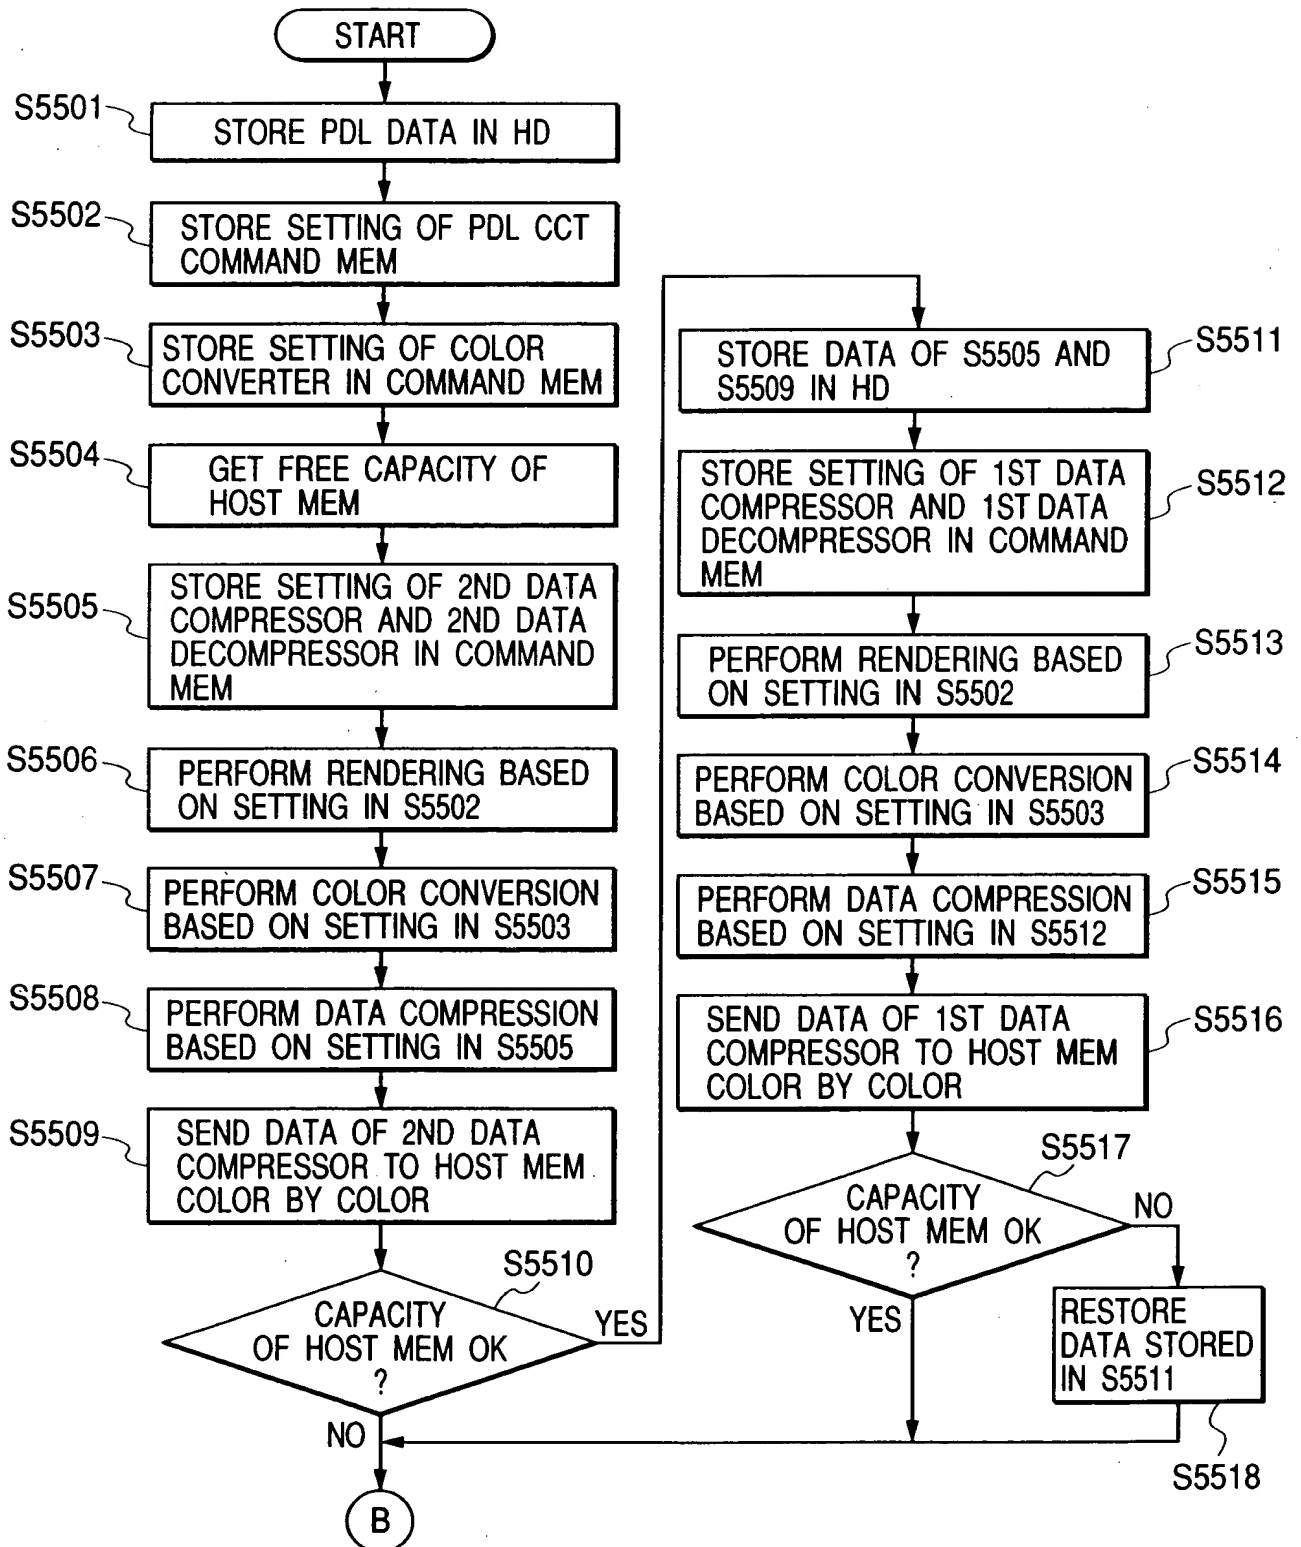 START
S5501
STORE PDL DATA IN HD
S5502
STORE SETTING OF PDL CCT
COMMAND MEM
S5503
STORE SETTING OF COLOR
CONVERTER IN COMMAND MEM
S5504
GET FREE CAPACITY OF
HOST MEM
S5505
STORE SETTING OF 2ND DATA
COMPRESSOR AND 2ND DATA
DECOMPRESSOR IN COMMAND
MEM
S5506
PERFORM RENDERING BASED
ON SETTING IN S5502
S5507
PERFORM COLOR CONVERSION
BASED ON SETTING IN S5503
S5508
PERFORM DATA COMPRESSION
BASED ON SETTING IN S5505
S5509
SEND DATA OF 2ND DATA
COMPRESSOR TO HOST MEM
COLOR BY COLOR
S5510
CAPACITY
OF HOST MEM OK
?
YES
NO
B
S5511
STORE DATA OF S5505 AND
S5509 IN HD
S5512
STORE SETTING OF 1ST DATA
COMPRESSOR AND 1ST DATA
DECOMPRESSOR IN COMMAND
MEM
S5513
PERFORM RENDERING BASED
ON SETTING IN S5502
S5514
PERFORM COLOR CONVERSION
BASED ON SETTING IN S5503
S5515
PERFORM DATA COMPRESSION
BASED ON SETTING IN S5512
S5516
SEND DATA OF 1ST DATA
COMPRESSOR TO HOST MEM
COLOR BY COLOR
S5517
CAPACITY
OF HOST MEM OK
?
NO
YES
RESTORE
DATA STORED
IN S5511
S5518